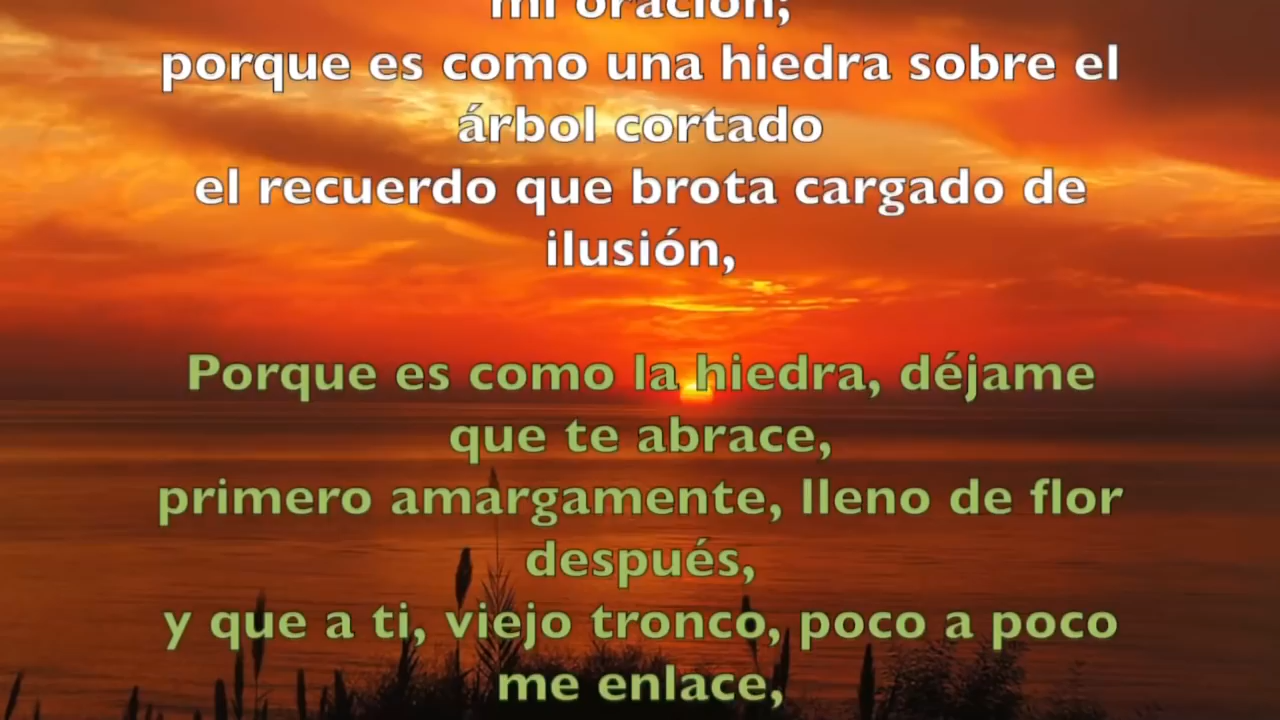 mi oración;
porque es como una hiedra sobre el
árbol cortado
el recuerdo que brota cargado de
ilusión,
Porque es como la hiedra, déjame
que te abrace,
primero amargamente, lleno de flor
después,
y que a ti, viejo tronco, poco a poco
me enlace,